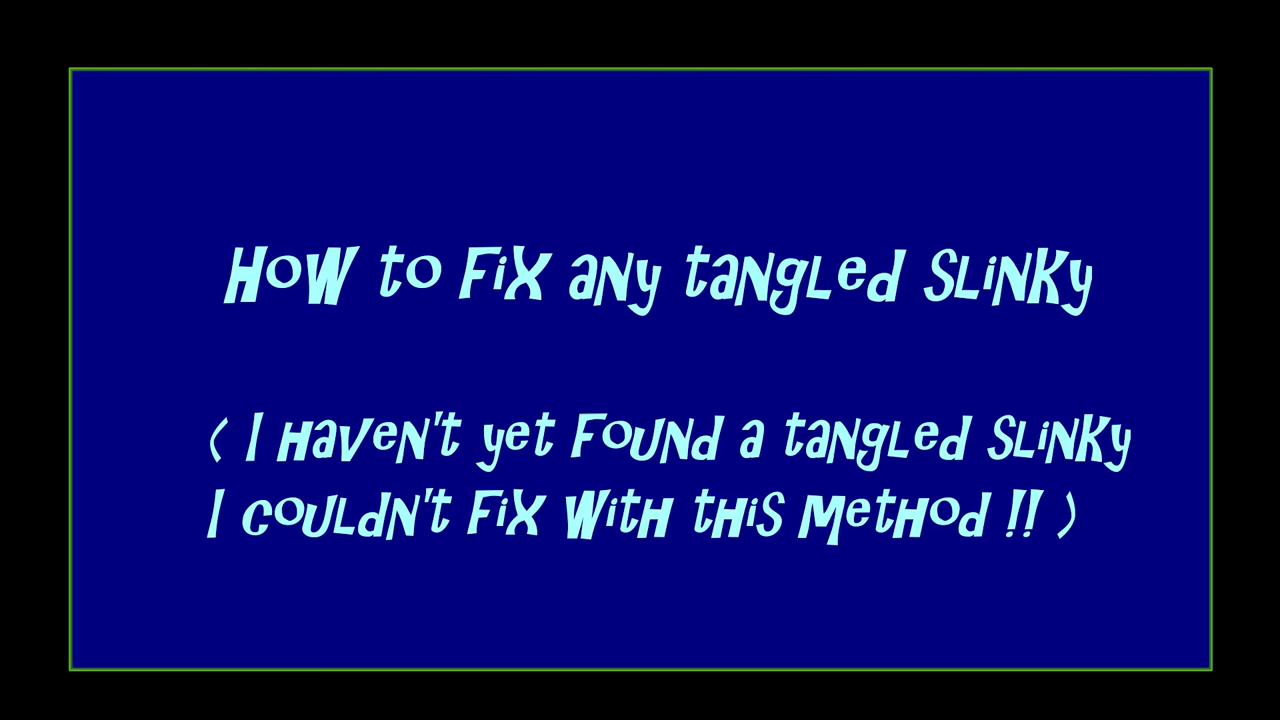 How to Fix any tangled Slinky
( I Haven't yet Found a tangled Slinky
I couldn't Fix With this Method !! )